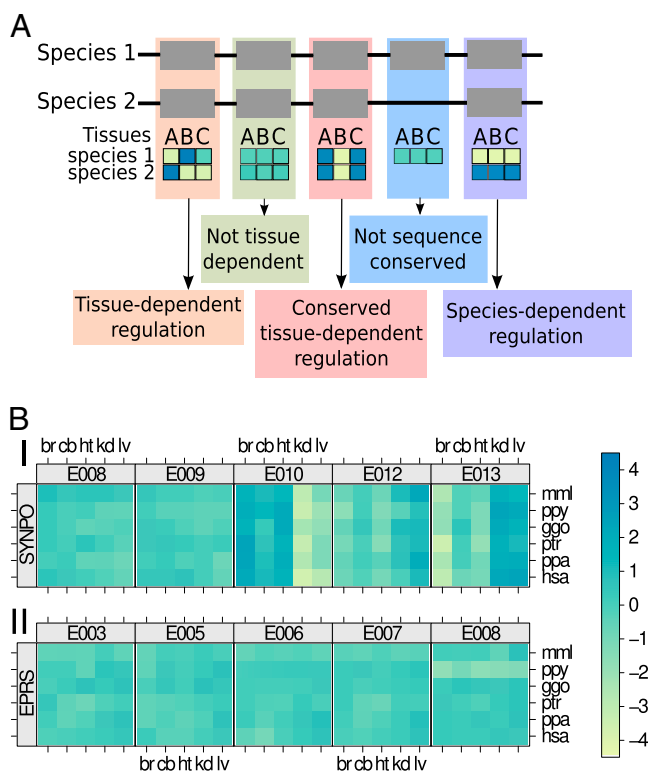 A
Species 1
Species 2
Tissues ABC ABC ABC ABC ABC
species 1
species 2
Not tissue
dependent
Not sequence
conserved
Tissue-dependent
regulation
Conserved
tissue-dependent
regulation
Species-dependent
regulation
B
I
br cb ht kd lv br cb ht kd lv br cb ht kd lv
E008 E009 E010 E012 E013
SYNPO
mml
ppy
ggo
ptr
ppa
hsa
II
E003 E005 E006 E007 E008
EPRS
mml
ppy
ggo
ptr
ppa
hsa
br cb ht kd lv br cb ht kd lv
4
3
2
1
0
−1
−2
−3
−4